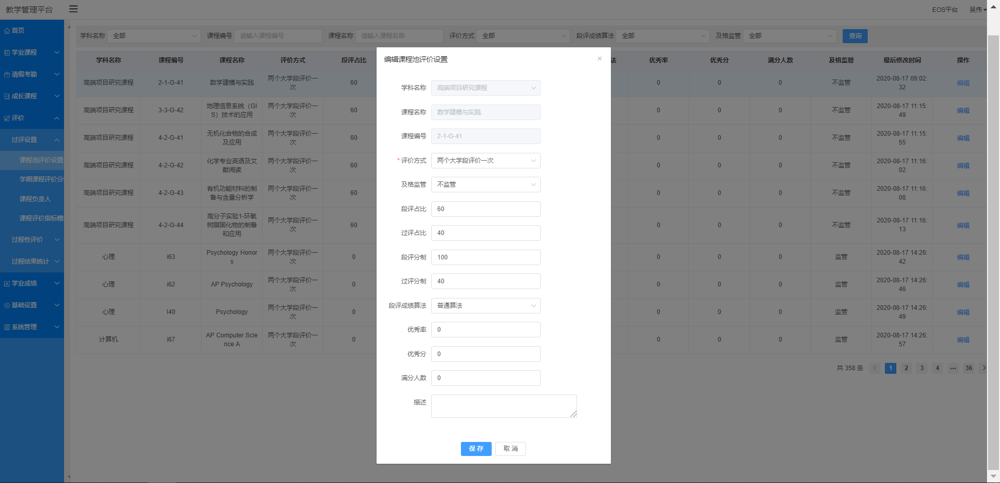 教学管理平台
EOS平台 吴伟
首页
学业课程
请假考勤
成长课程
评价
过评设置
课程池评价设置
学期课程评价分
课程负责人
课程评价指标模
过程性评价
过程结果统计
学业成绩
基础设置
系统管理
学科名称 全部 课程编号 请输入课程编号 课程名称 请输入课程名称 评价方式 全部 段评成绩算法 全部 及格监管 全部 查询
学科名称 课程编号 课程名称 评价方式 段评占比 法 优秀率 优秀分 满分人数 及格监管 最后修改时间 操作
高端项目研究课程 2-1-G-41 数学建模与实践 两个大学段评价一次 60 0 0 0 不监管 2020-08-17 09:02:32 编辑
高端项目研究课程 3-3-G-42 地理信息系统（GIS）技术的应用 两个大学段评价一次 60 0 0 0 不监管 2020-08-17 11:15:49 编辑
高端项目研究课程 4-2-G-41 无机化合物的合成及应用 两个大学段评价一次 60 0 0 0 不监管 2020-08-17 11:15:55 编辑
高端项目研究课程 4-2-G-42 化学专业英语及文献阅读 两个大学段评价一次 60 0 0 0 不监管 2020-08-17 11:16:02 编辑
高端项目研究课程 4-2-G-43 有机功能材料的制备与含量分析学 两个大学段评价一次 60 0 0 0 不监管 2020-08-17 11:16:08 编辑
高端项目研究课程 4-2-G-44 高分子实验1-环氧树脂固化物的制备和应用 两个大学段评价一次 60 0 0 0 不监管 2020-08-17 11:16:13 编辑
心理 i63 Psychology Honors 两个大学段评价一次 0 0 0 0 监管 2020-08-17 14:26:42 编辑
心理 i62 AP Psychology 两个大学段评价一次 0 0 0 0 监管 2020-08-17 14:26:46 编辑
心理 I40 Psychology 两个大学段评价一次 0 0 0 0 监管 2020-08-17 14:26:49 编辑
计算机 i67 AP Computer Science A 两个大学段评价一次 0 0 0 0 监管 2020-08-17 14:26:57 编辑
共 358 条 1 2 3 4 ••• 36
编辑课程池评价设置
学科名称 高端项目研究课程
课程名称 数学建模与实践
课程编号 2-1-G-41
* 评价方式 两个大学段评价一次
及格监管 不监管
段评占比 60
过评占比 40
段评分制 100
过评分制 40
段评成绩算法 普通算法
优秀率 0
优秀分 0
满分人数 0
描述
保存 取消